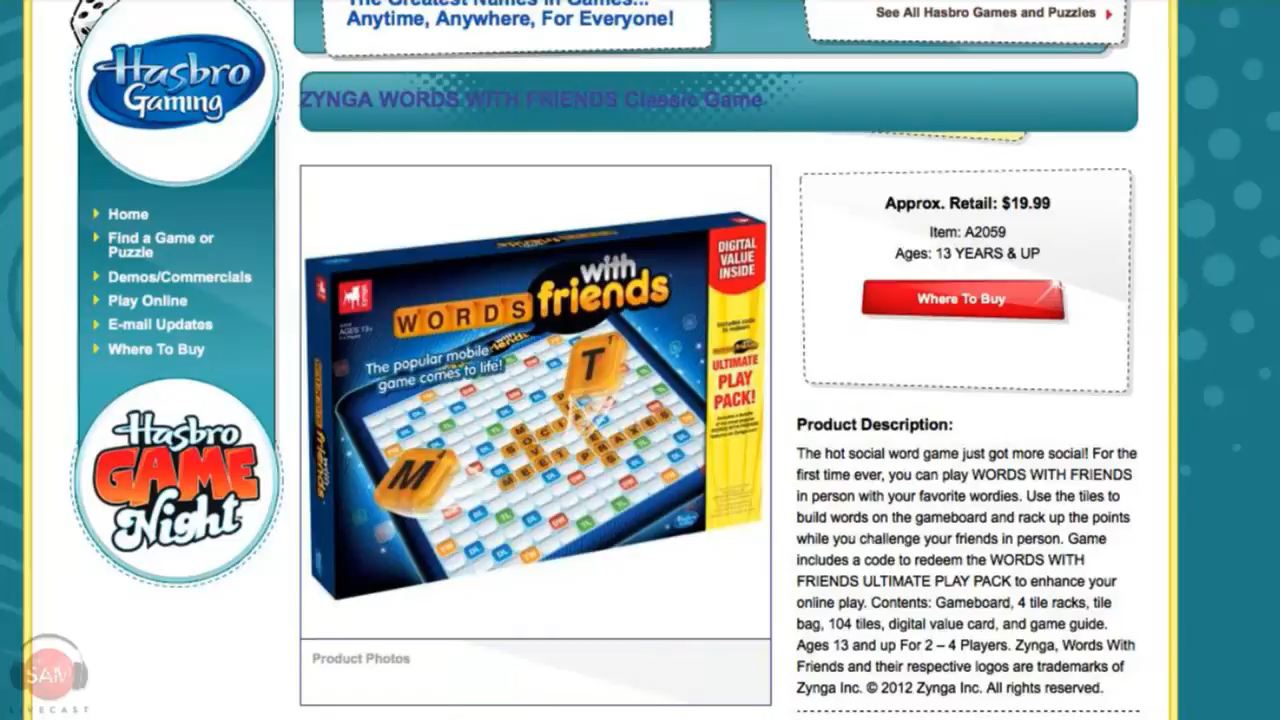 The Greatest Names in Games...
Anytime, Anywhere, For Everyone!
See All Hasbro Games and Puzzles
Hasbro
Gaming
ZYNGA WORDS WITH FRIENDS Classic Game
Home
Find a Game or
Puzzle
Demos/Commercials
Play Online
E-mail Updates
Where To Buy
Hasbro
GAME
Night
zynga
AGES 13+
WORDS with friends
The popular mobile
game comes to life!
T
M
DIGITAL
VALUE
INSIDE
Includes code
to redeem
ULTIMATE
PLAY
PACK!
Product Photos
Approx. Retail: $19.99
Item: A2059
Ages: 13 YEARS & UP
Where To Buy
Product Description:
The hot social word game just got more social! For the
first time ever, you can play WORDS WITH FRIENDS
in person with your favorite wordies. Use the tiles to
build words on the gameboard and rack up the points
while you challenge your friends in person. Game
includes a code to redeem the WORDS WITH
FRIENDS ULTIMATE PLAY PACK to enhance your
online play. Contents: Gameboard, 4 tile racks, tile
bag, 104 tiles, digital value card, and game guide.
Ages 13 and up For 2 – 4 Players. Zynga, Words With
Friends and their respective logos are trademarks of
Zynga Inc. © 2012 Zynga Inc. All rights reserved.
SAM
LIVECAST